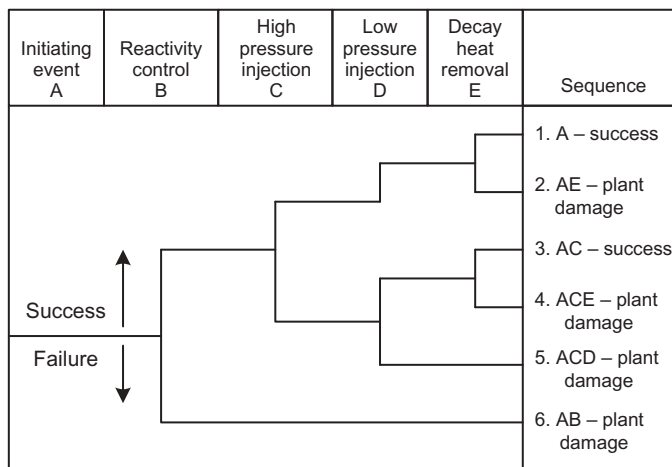 Initiating
event
A
Reactivity
control
B
High
pressure
injection
C
Low
pressure
injection
D
Decay
heat
removal
E
Sequence
1. A – success
2. AE – plant
damage
3. AC – success
4. ACE – plant
damage
5. ACD – plant
damage
6. AB – plant
damage
Success
Failure